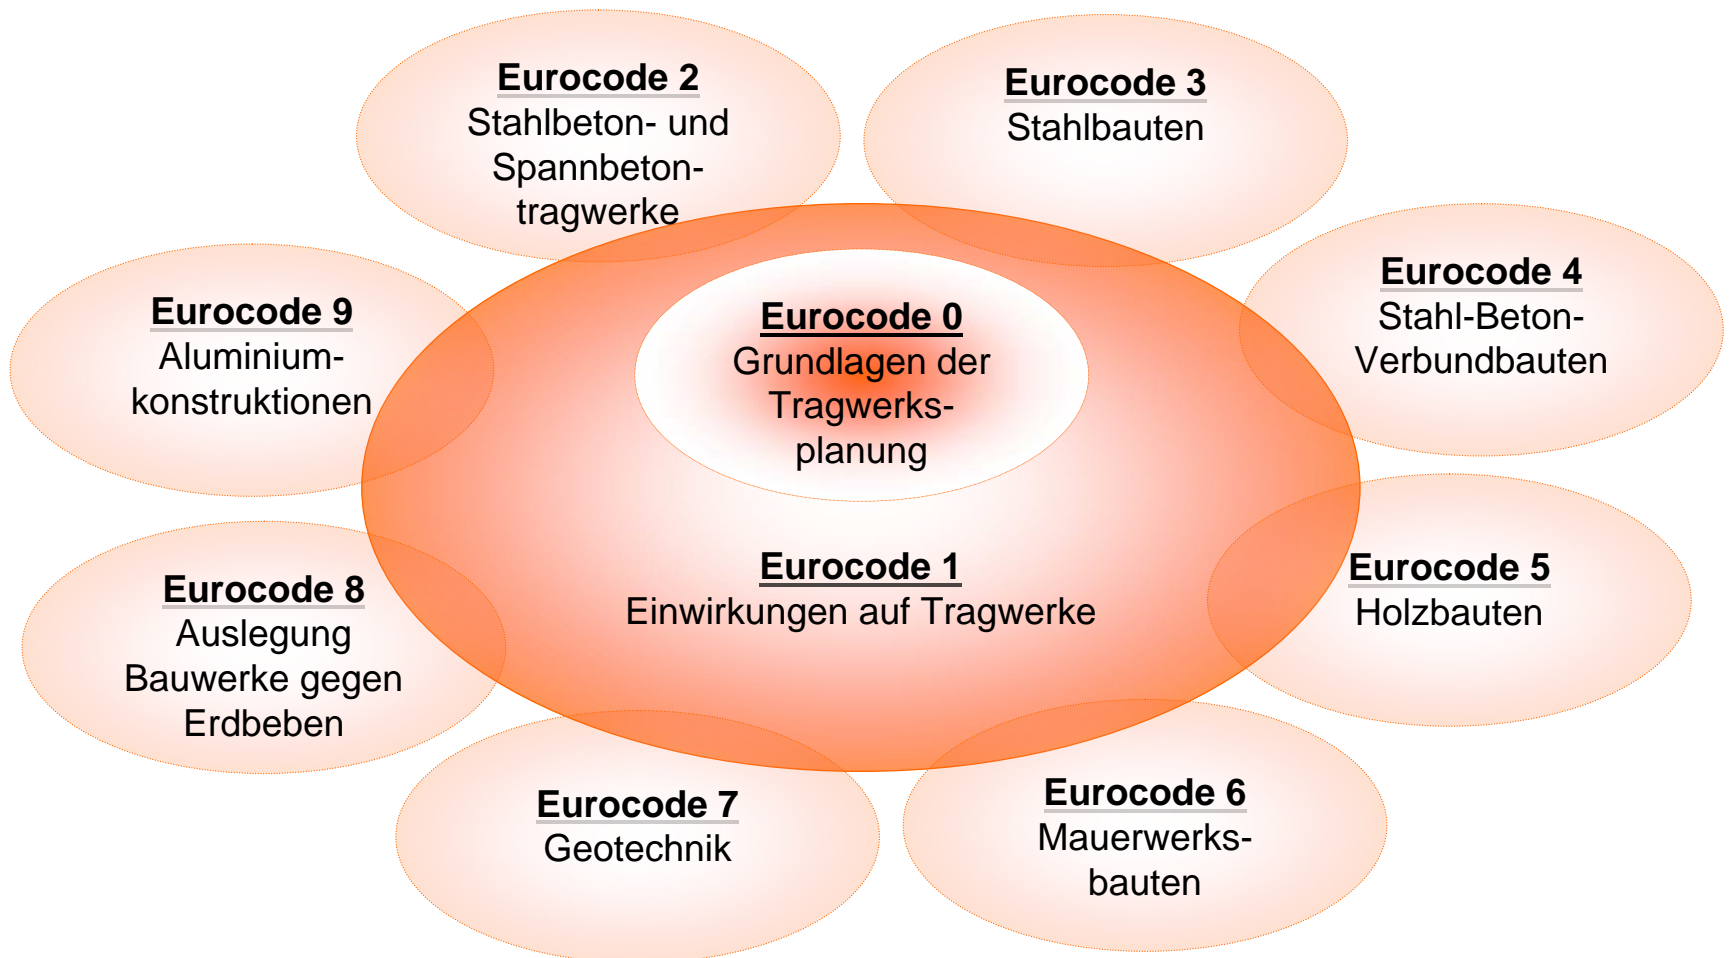 Eurocode 2
Stahlbeton- und
Spannbeton-
tragwerke
Eurocode 3
Stahlbauten
Eurocode 4
Stahl-Beton-
Verbundbauten
Eurocode 9
Aluminium-
konstruktionen
Eurocode 0
Grundlagen der
Tragwerks-
planung
Eurocode 1
Einwirkungen auf Tragwerke
Eurocode 5
Holzbauten
Eurocode 8
Auslegung
Bauwerke gegen
Erdbeben
Eurocode 7
Geotechnik
Eurocode 6
Mauerwerks-
bauten